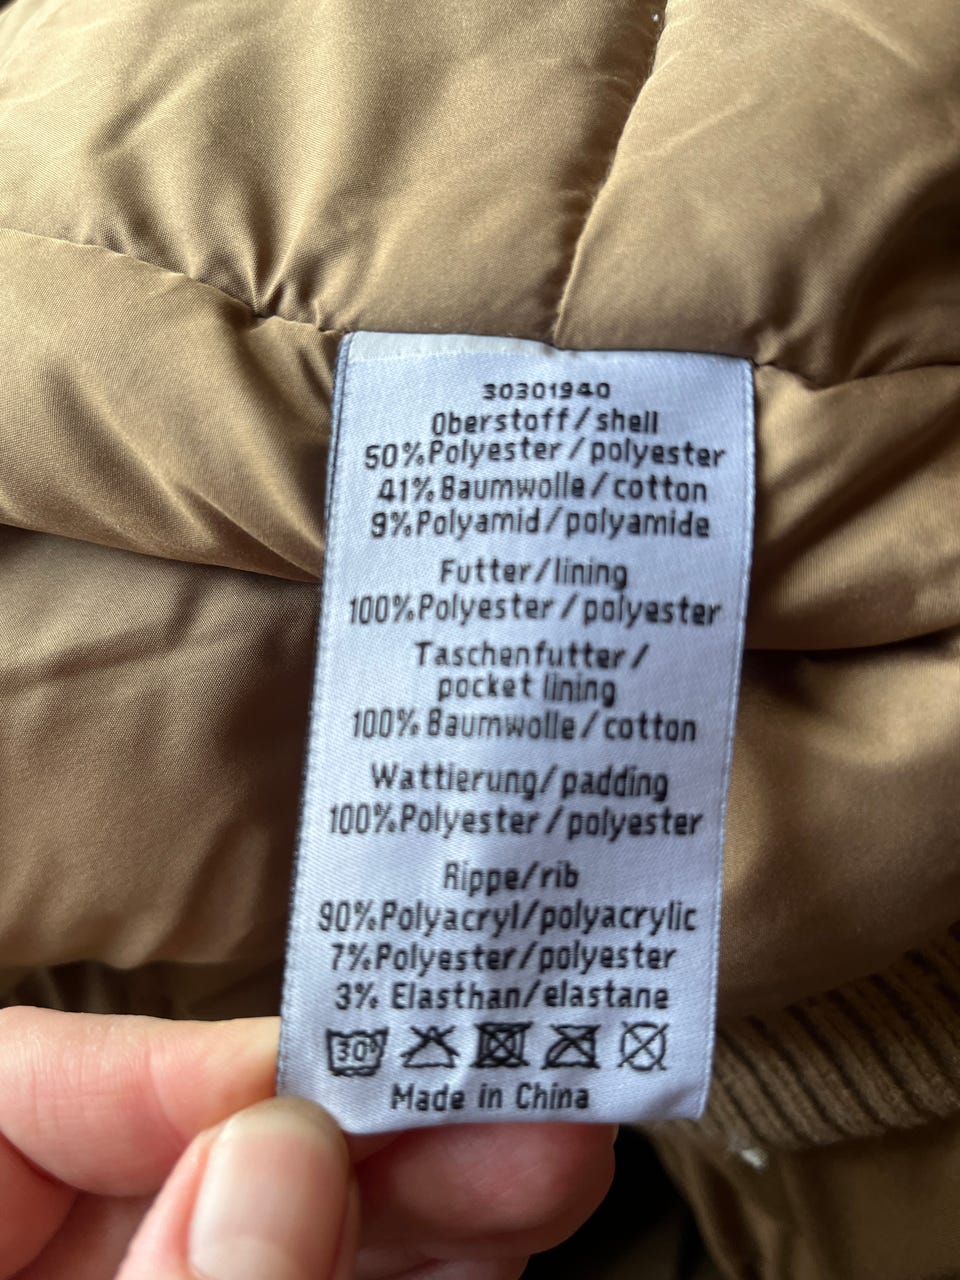 30301940
Oberstoff/shell
50%Polyester/polyester
41% Baumwolle/cotton
9%Polyamid/polyamide
Futter/lining
100%Polyester/polyester
Taschenfutter/
pocket lining
100% Baumwolle/cotton
Wattierung/padding
100%Polyester/polyester
Rippe/rib
90%Polyacryl/polyacrylic
7%Polyester/polyester
3% Elasthan/elastane
30°
Made in China